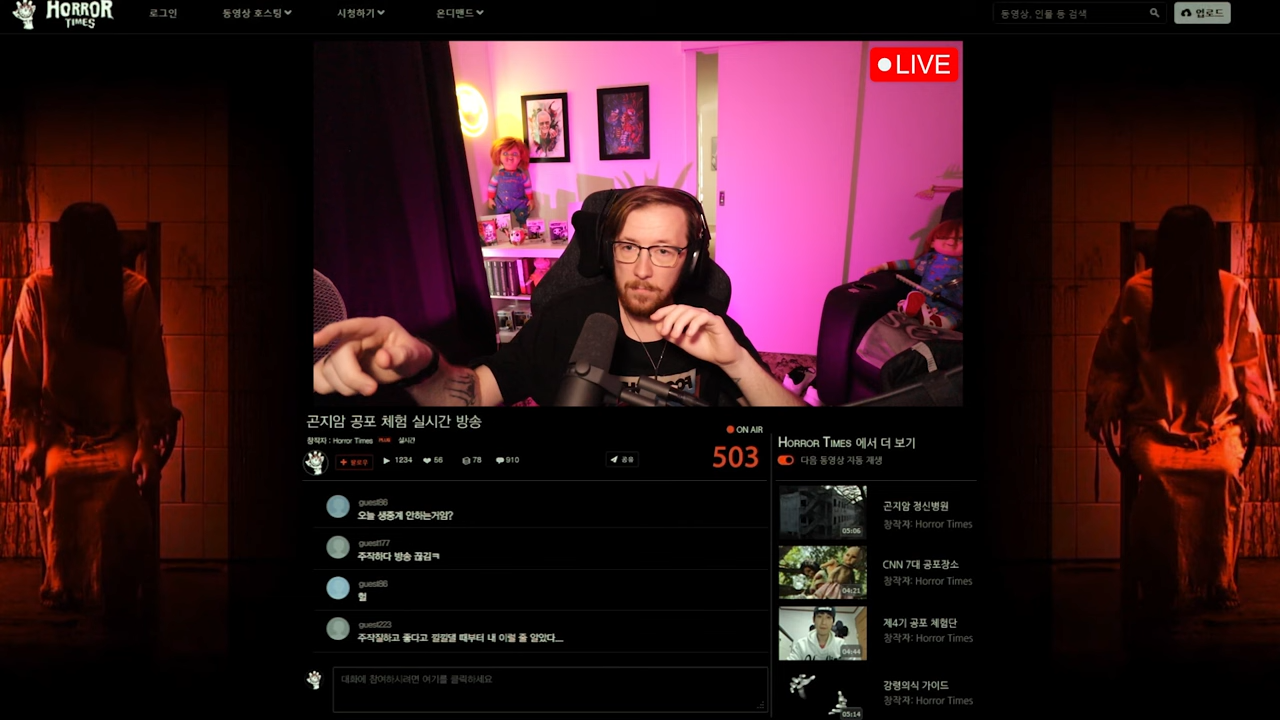 HORROR TIMES
로그인
동영상 호스팅
시청하기
온디맨드
동영상, 인물 등 검색
업로드
LIVE
곤지암 공포 체험 실시간 방송
창작자 : Horror Times PLUS 실시간
+ 팔로우
1234
56
78
910
공유
ON AIR
503
guest86
오늘 생중계 안하는거임?
guest177
주작하다 방송 끊김ㅋ
guest86
헐
guest223
주작질하고 좋다고 낄낄댈 때부터 내 이럴 줄 알았다...
대화에 참여하시려면 여기를 클릭하세요
HORROR TIMES 에서 더 보기
다음 동영상 자동 재생
05:06
곤지암 정신병원
창작자: Horror Times
04:21
CNN 7대 공포장소
창작자: Horror Times
04:44
제4기 공포 체험단
창작자: Horror Times
05:14
강령의식 가이드
창작자: Horror Times